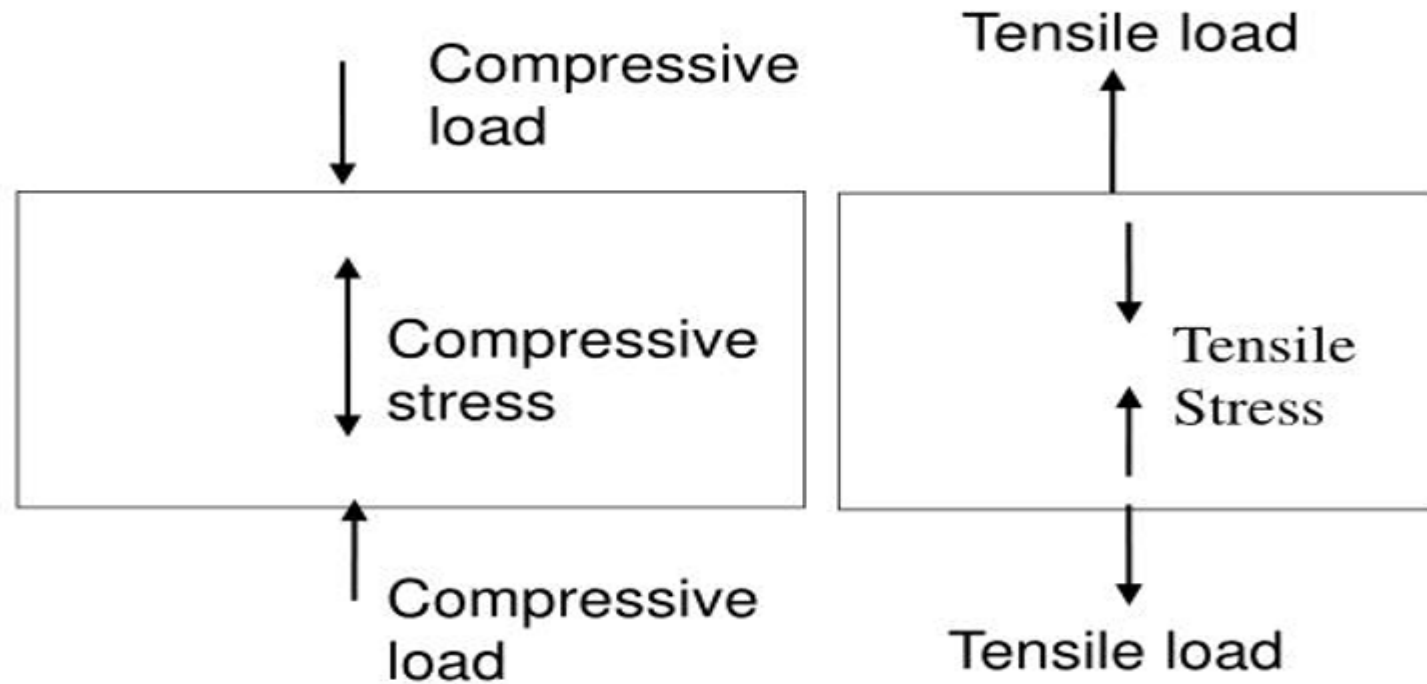 Compressive
load
Compressive
stress
Compressive
load
Tensile load
Tensile
Stress
Tensile load